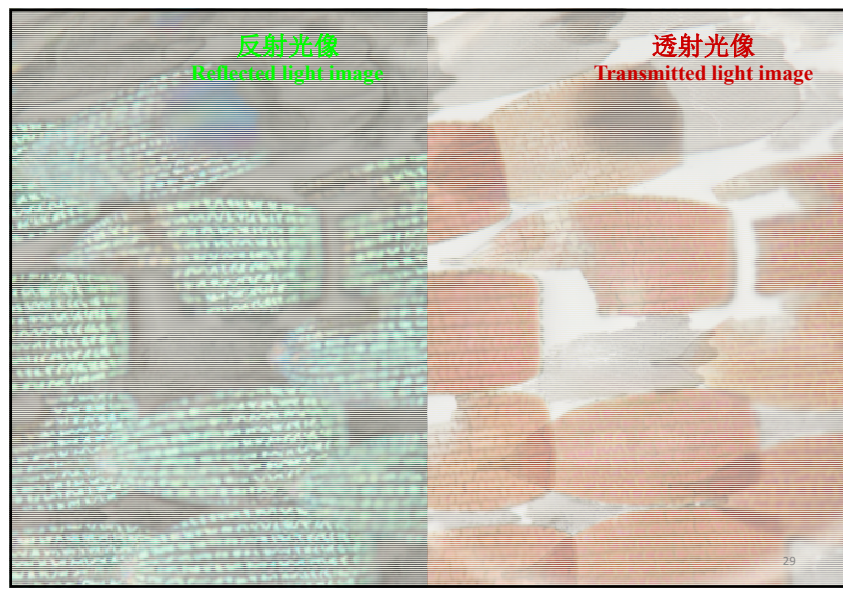 反射光像
Reflected light image
透射光像
Transmitted light image
29